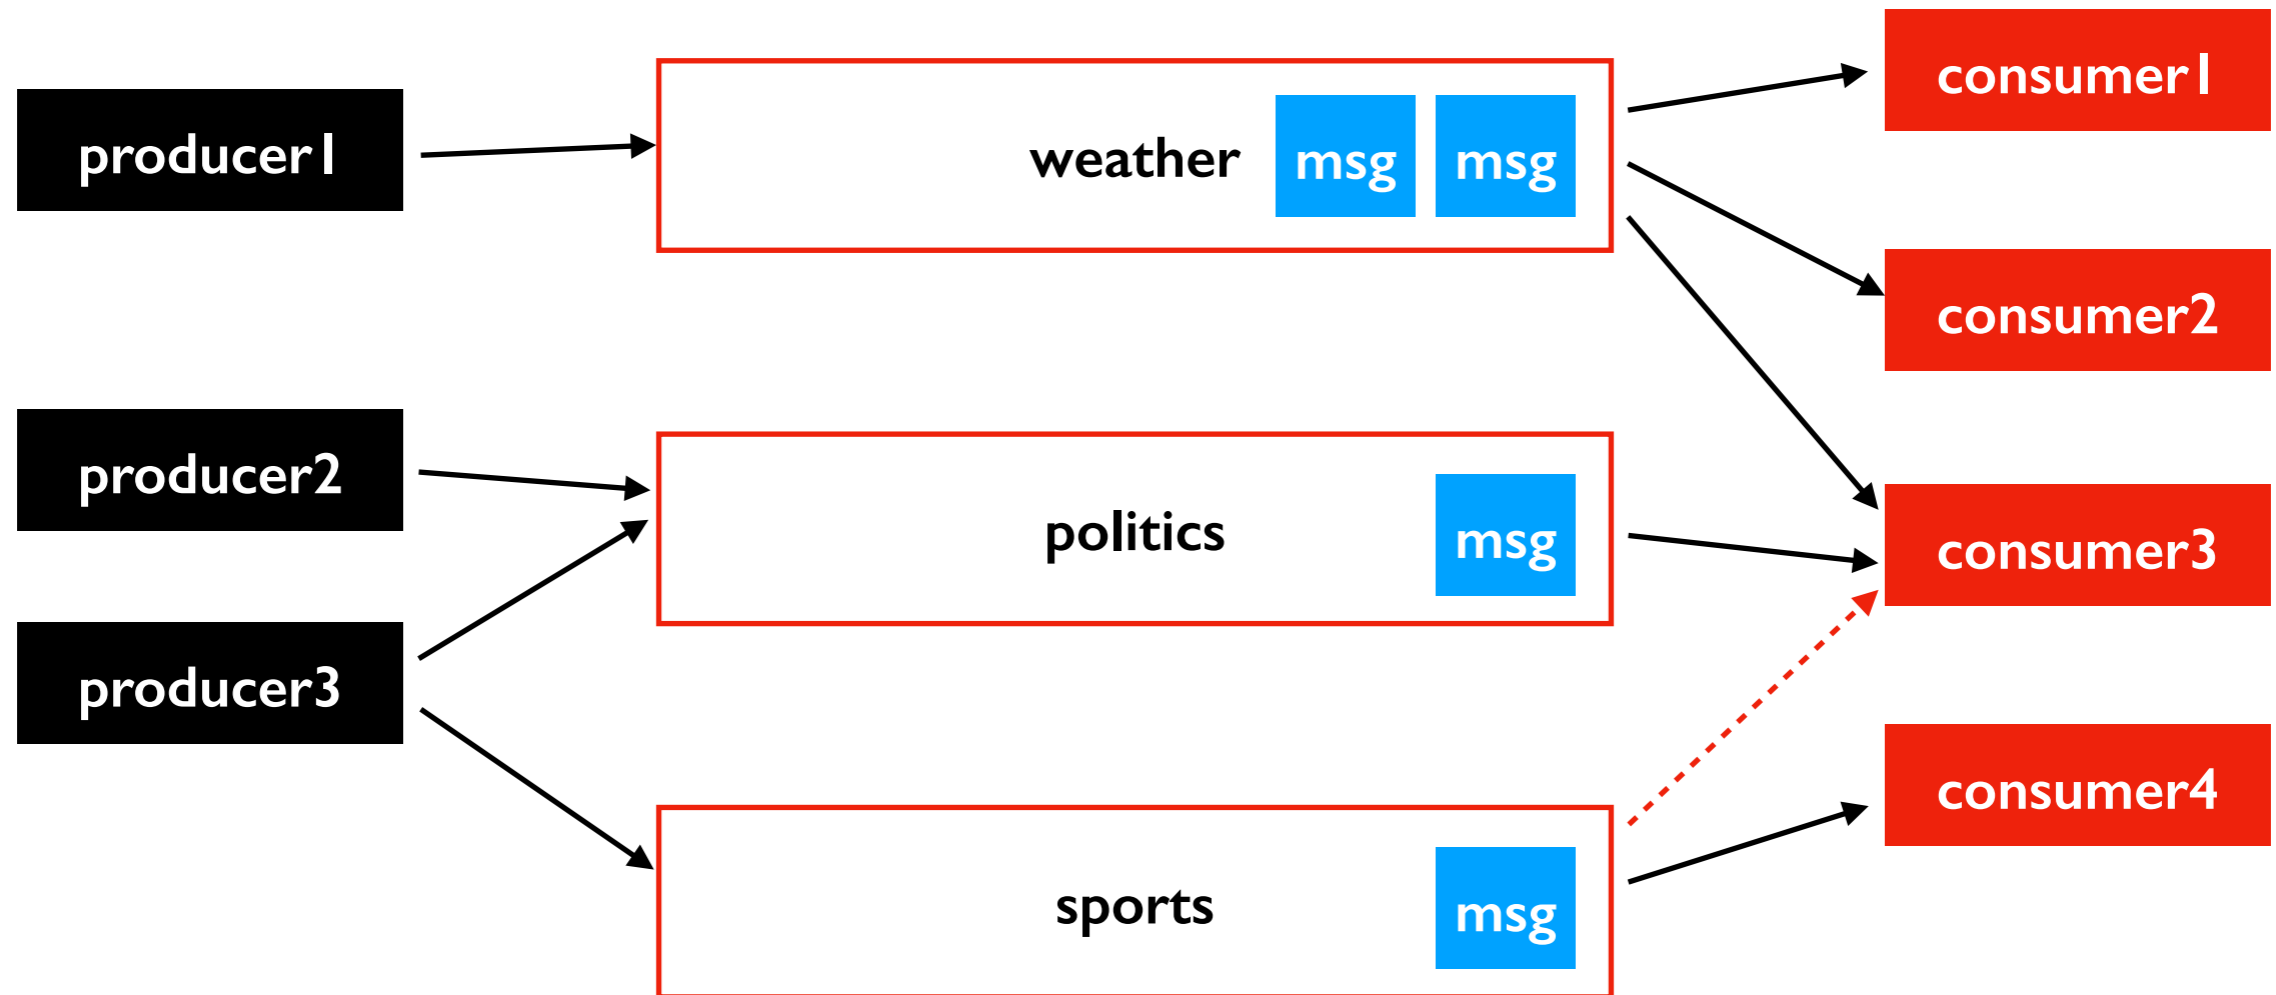 producer1
weather
msg
msg
consumer1
consumer2
producer2
politics
msg
consumer3
producer3
consumer4
sports
msg